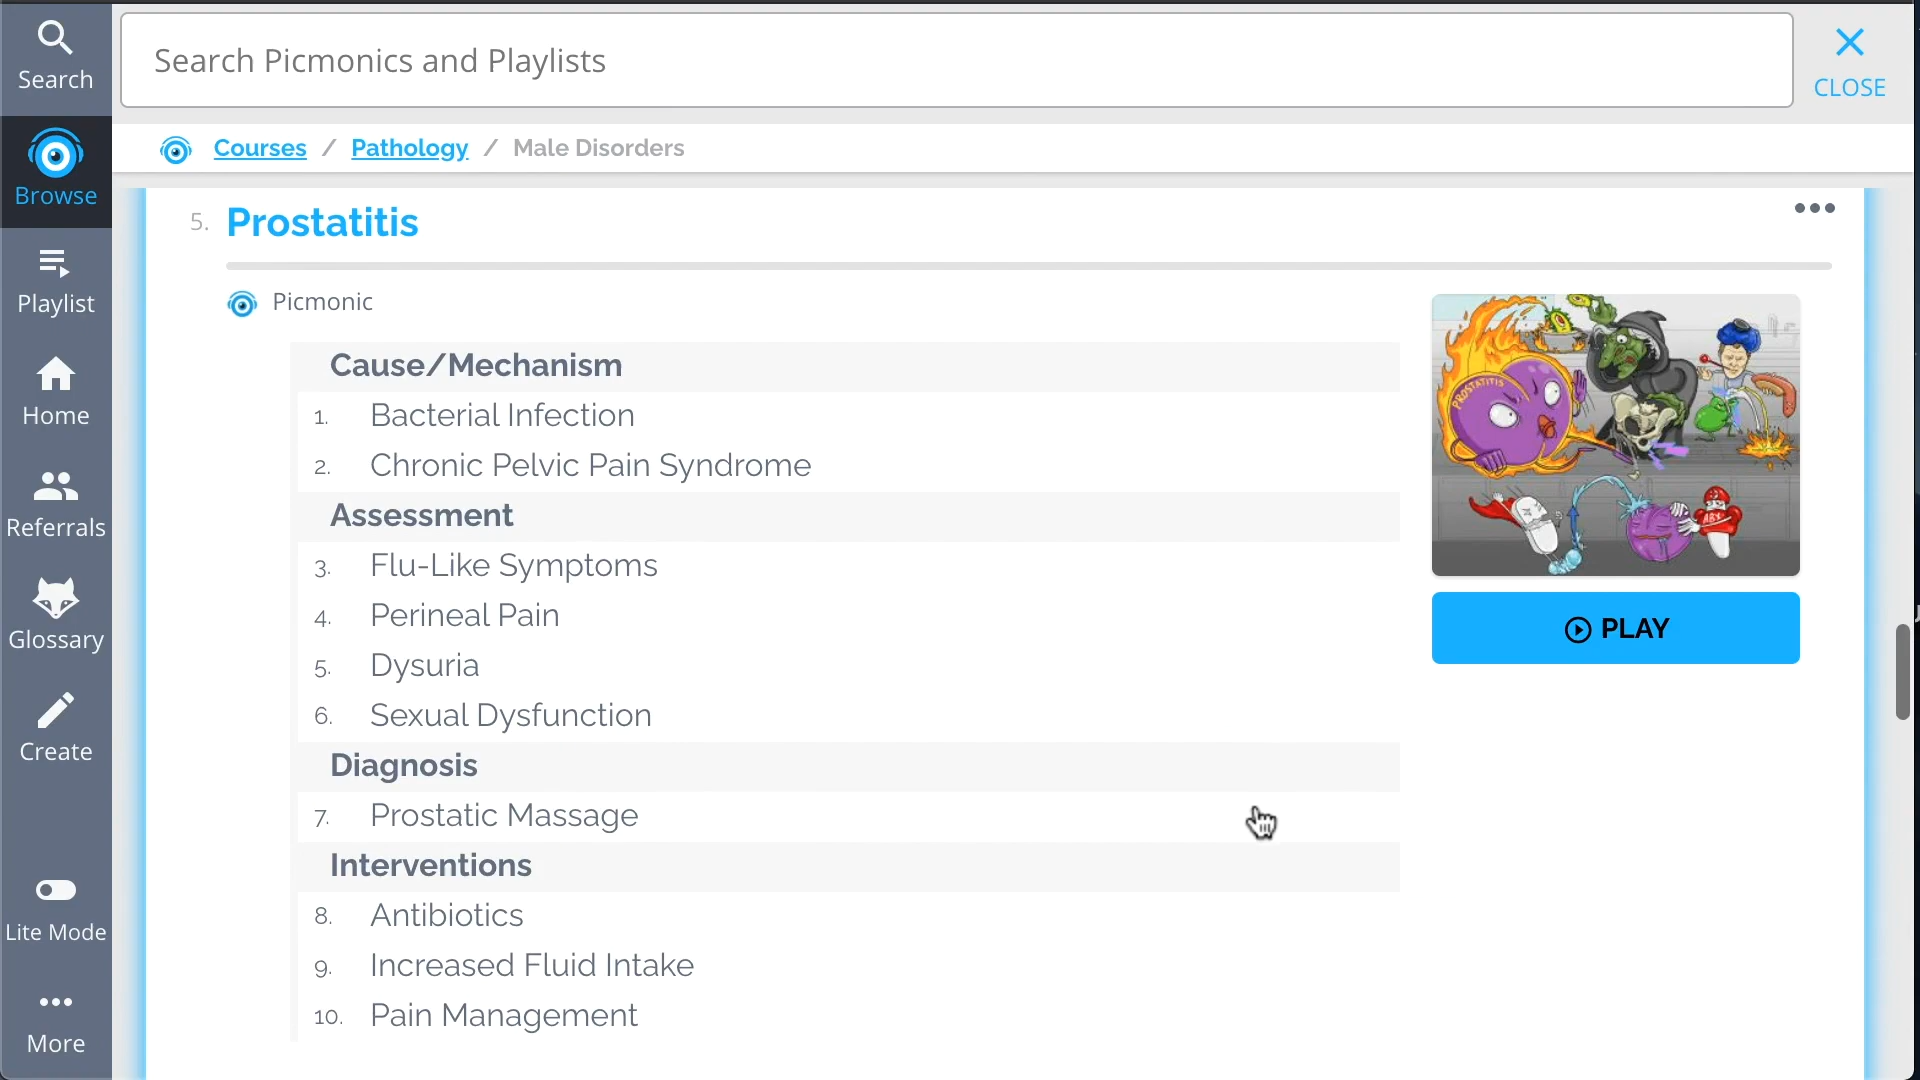 Search
Search Picmonics and Playlists
CLOSE
Browse
Courses / Pathology / Male Disorders
5. Prostatitis
Picmonic
Playlist
Home
Referrals
Glossary
Create
Lite Mode
More
Cause/Mechanism
1. Bacterial Infection
2. Chronic Pelvic Pain Syndrome
Assessment
3. Flu-Like Symptoms
4. Perineal Pain
5. Dysuria
6. Sexual Dysfunction
Diagnosis
7. Prostatic Massage
Interventions
8. Antibiotics
9. Increased Fluid Intake
10. Pain Management
PROSTATITIS
ABX
PLAY